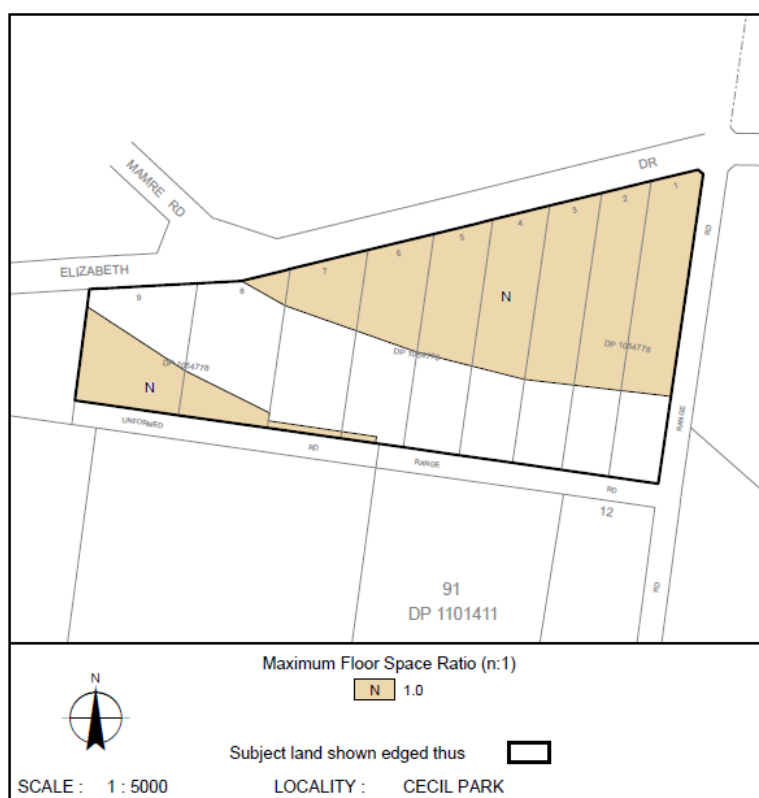 MAMRE RD
DR
ELIZABETH
1
2
3
4
5
6
7
8
9
RD
N
DP 1054778
DP 1054778
DP 1054778
N
UNFORMED
RD
RANGE
RD
RANGE
12
RD
91
DP 1101411
Maximum Floor Space Ratio (n:1)
N 1.0
N
Subject land shown edged thus
SCALE : 1 : 5000 LOCALITY : CECIL PARK